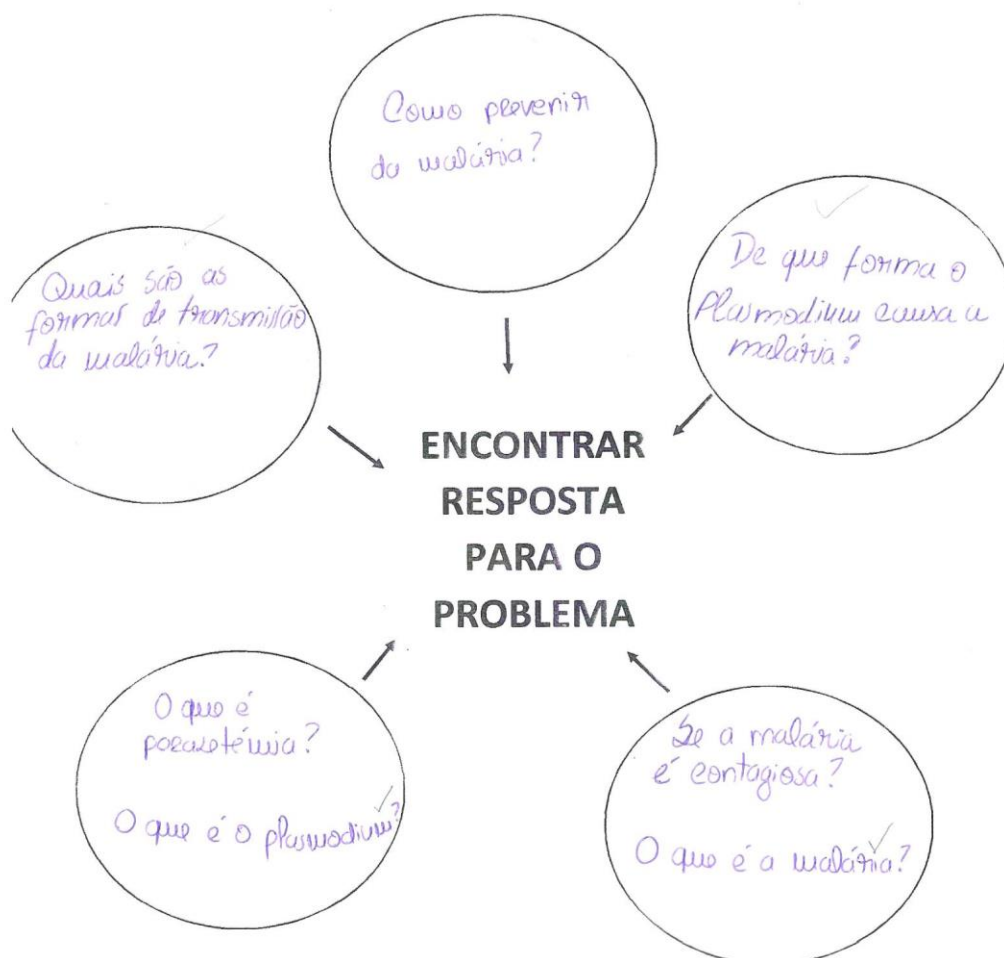 Como prevenir
da malária?
Quais são as
formas de transmissão
da malária?
De que forma o
Plasmodium causa a
malária?
ENCONTRAR
RESPOSTA
PARA O
PROBLEMA
O que é
O que é o plasmodium?
Se a malária
é contagiosa?
O que é a malária?